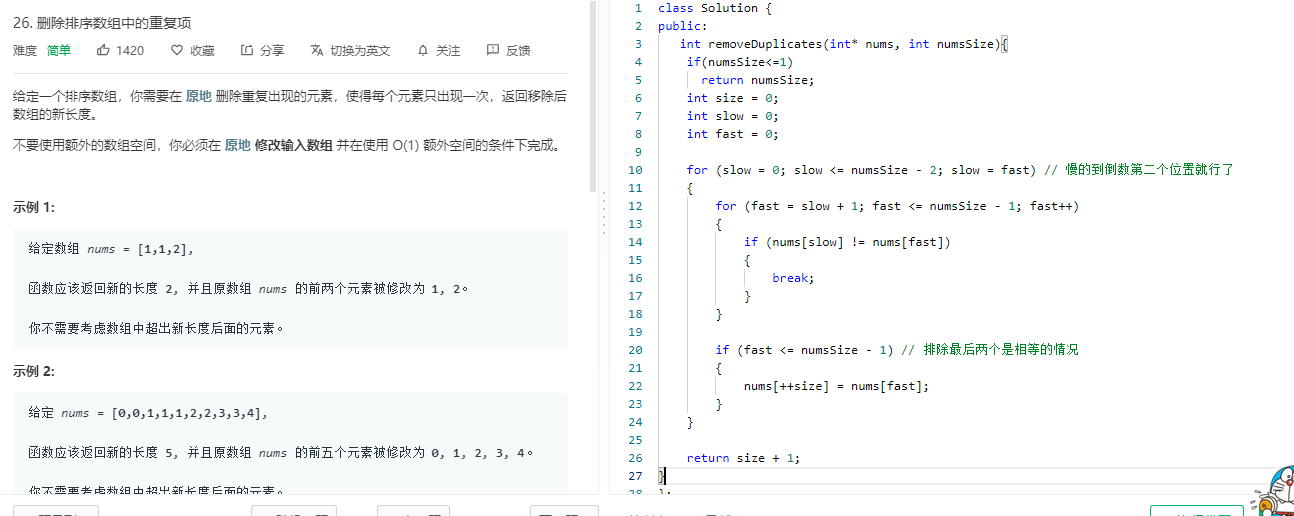 26. 删除排序数组中的重复项
难度 简单 1420 收藏 分享 切换为英文 关注 反馈
给定一个排序数组，你需要在 原地 删除重复出现的元素，使得每个元素只出现一次，返回移除后
数组的新长度。
不要使用额外的数组空间，你必须在 原地 修改输入数组 并在使用 O(1) 额外空间的条件下完成。
示例 1:
给定数组 nums = [1,1,2],
函数应该返回新的长度 2, 并且原数组 nums 的前两个元素被修改为 1, 2。
你不需要考虑数组中超出新长度后面的元素。
示例 2:
给定 nums = [0,0,1,1,1,2,2,3,3,4],
函数应该返回新的长度 5, 并且原数组 nums 的前五个元素被修改为 0, 1, 2, 3, 4。
你不需要考虑数组中超出新长度后面的元素。
1 class Solution {
2 public:
3 int removeDuplicates(int* nums, int numsSize){
4 if(numsSize<=1)
5 return numsSize;
6 int size = 0;
7 int slow = 0;
8 int fast = 0;
9
10 for (slow = 0; slow <= numsSize - 2; slow = fast) // 慢的到倒数第二个位置就行了
11 {
12 for (fast = slow + 1; fast <= numsSize - 1; fast++)
13 {
14 if (nums[slow] != nums[fast])
15 {
16 break;
17 }
18 }
19
20 if (fast <= numsSize - 1) // 排除最后两个是相等的情况
21 {
22 nums[++size] = nums[fast];
23 }
24 }
25
26 return size + 1;
27 }
28 };